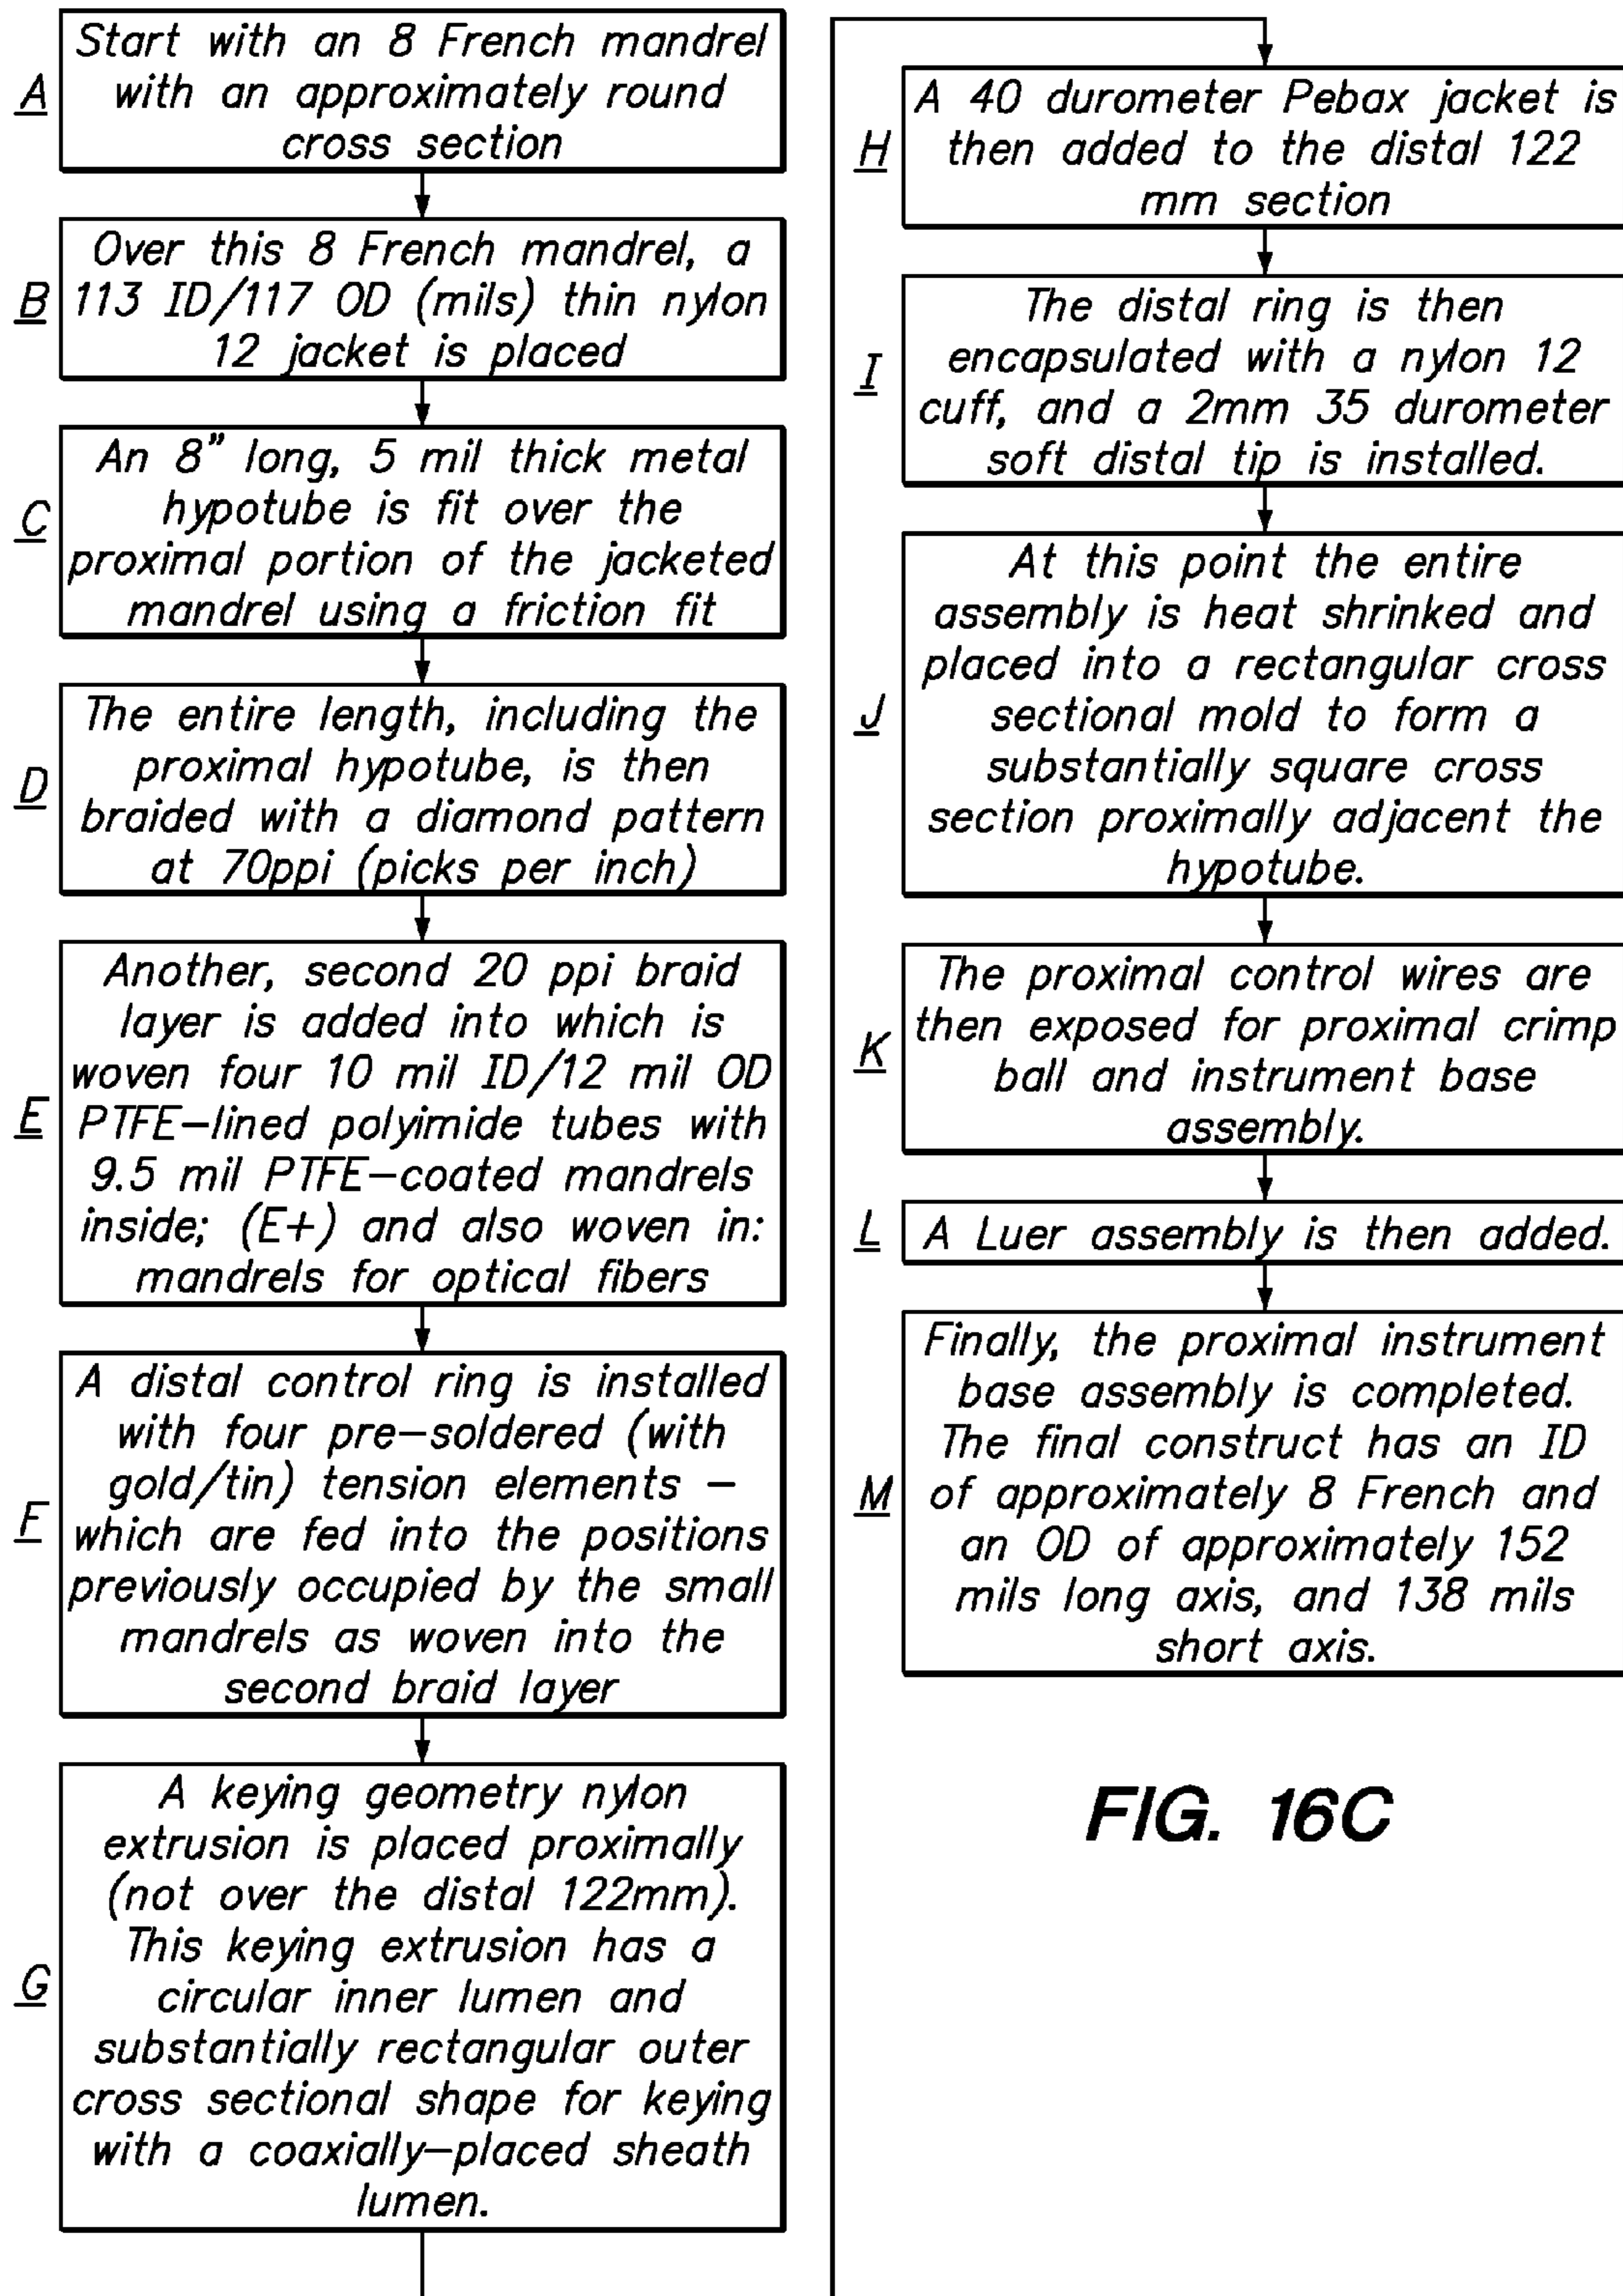 A
Start with an 8 French mandrel
with an approximately round
cross section
B
Over this 8 French mandrel, a
113 ID/117 OD (mils) thin nylon
12 jacket is placed
C
An 8" long, 5 mil thick metal
hypotube is fit over the
proximal portion of the jacketed
mandrel using a friction fit
D
The entire length, including the
proximal hypotube, is then
braided with a diamond pattern
at 70ppi (picks per inch)
E
Another, second 20 ppi braid
layer is added into which is
woven four 10 mil ID/12 mil OD
PTFE-lined polyimide tubes with
9.5 mil PTFE-coated mandrels
inside; (E+) and also woven in:
mandrels for optical fibers
F
A distal control ring is installed
with four pre-soldered (with
gold/tin) tension elements -
which are fed into the positions
previously occupied by the small
mandrels as woven into the
second braid layer
G
A keying geometry nylon
extrusion is placed proximally
(not over the distal 122mm).
This keying extrusion has a
circular inner lumen and
substantially rectangular outer
cross sectional shape for keying
with a coaxially-placed sheath
lumen.
H
A 40 durometer Pebax jacket is
then added to the distal 122
mm section
I
The distal ring is then
encapsulated with a nylon 12
cuff, and a 2mm 35 durometer
soft distal tip is installed.
J
At this point the entire
assembly is heat shrinked and
placed into a rectangular cross
sectional mold to form a
substantially square cross
section proximally adjacent the
hypotube.
K
The proximal control wires are
then exposed for proximal crimp
ball and instrument base
assembly.
L
A Luer assembly is then added.
M
Finally, the proximal instrument
base assembly is completed.
The final construct has an ID
of approximately 8 French and
an OD of approximately 152
mils long axis, and 138 mils
short axis.
FIG. 16C